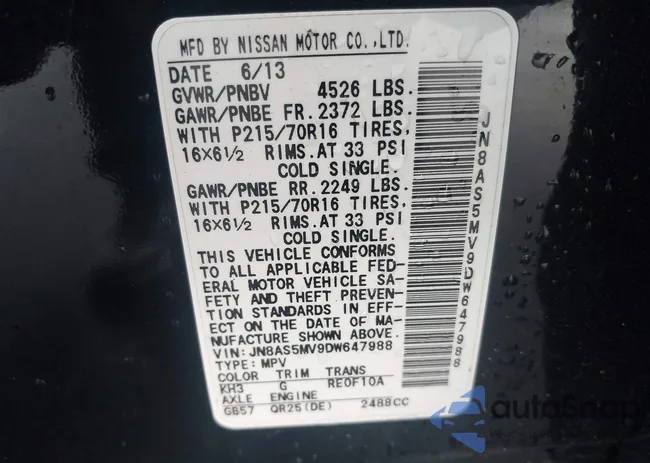 MFD BY NISSAN MOTOR CO.,LTD.
DATE 6/13
GVWR/PNBV 4526 LBS.
GAWR/PNBE FR. 2372 LBS.
WITH P215/70R16 TIRES,
16X6½ RIMS. AT 33 PSI
COLD SINGLE.
GAWR/PNBE RR. 2249 LBS.
WITH P215/70R16 TIRES,
16X6½ RIMS. AT 33 PSI
COLD SINGLE.
THIS VEHICLE CONFORMS
TO ALL APPLICABLE FED-
ERAL MOTOR VEHICLE SA-
FETY AND THEFT PREVEN-
TION STANDARDS IN EFF-
ECT ON THE DATE OF MA-
NUFACTURE SHOWN ABOVE.
VIN: JN8AS5MV9DW647988
TYPE: MPV
COLOR TRIM TRANS
KH3 G RE0F10A
AXLE ENGINE
GB57 QR25(DE) 2488CC
JN8AS5MV9DW647988
autoSnap